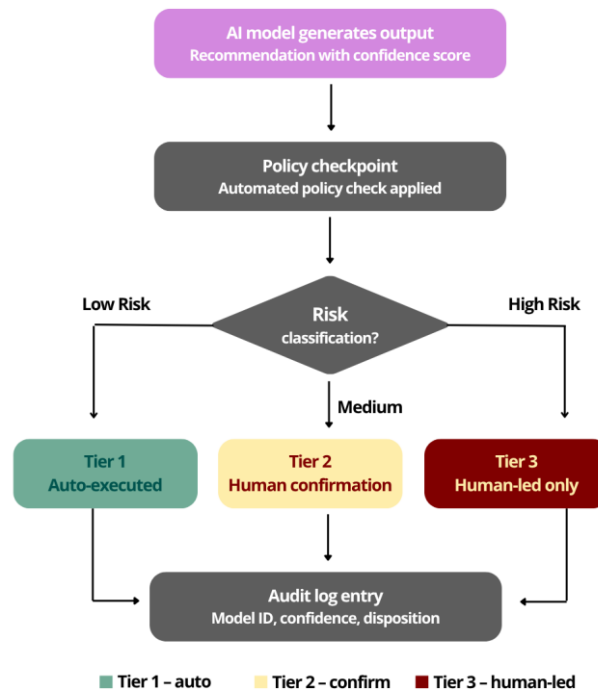 AI model generates output
Recommendation with confidence score
Policy checkpoint
Automated policy check applied
Low Risk
High Risk
Risk
classification?
Medium
Tier 1
Auto-executed
Tier 2
Human confirmation
Tier 3
Human-led only
Audit log entry
Model ID, confidence, disposition
Tier 1 – auto
Tier 2 – confirm
Tier 3 – human-led